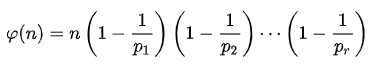 φ(n) = n (1 − 1/p₁) (1 − 1/p₂) ⋯ (1 − 1/pᵣ)